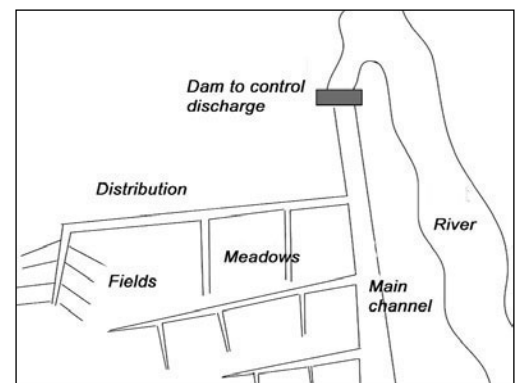 Dam to control
discharge
Distribution
River
Meadows
Fields
Main
channel